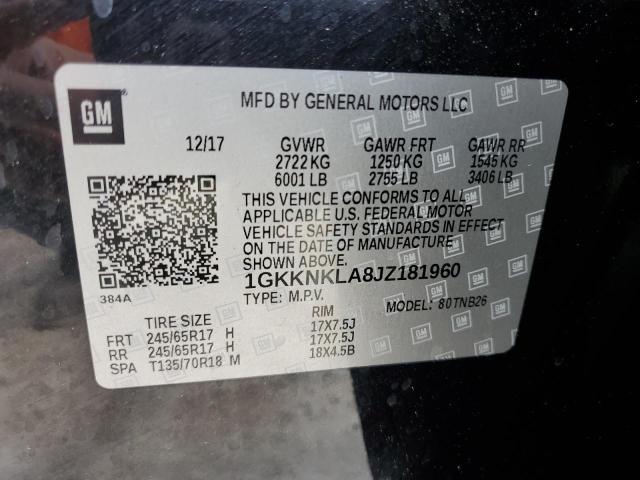 GM
MFD BY GENERAL MOTORS LLC
12/17 GVWR GAWR FRT GAWR RR
2722 KG 1250 KG 1545 KG
6001 LB 2755 LB 3406 LB
THIS VEHICLE CONFORMS TO ALL
APPLICABLE U.S. FEDERAL MOTOR
VEHICLE SAFETY STANDARDS IN EFFECT
ON THE DATE OF MANUFACTURE SHOWN ABOVE.
384A
1GKKNKLA8JZ181960
TYPE: M.P.V. MODEL: 80TNB26
TIRE SIZE RIM
FRT 245/65R17 H 17X7.5J
RR 245/65R17 H 17X7.5J
SPA T135/70R18 M 18X4.5B